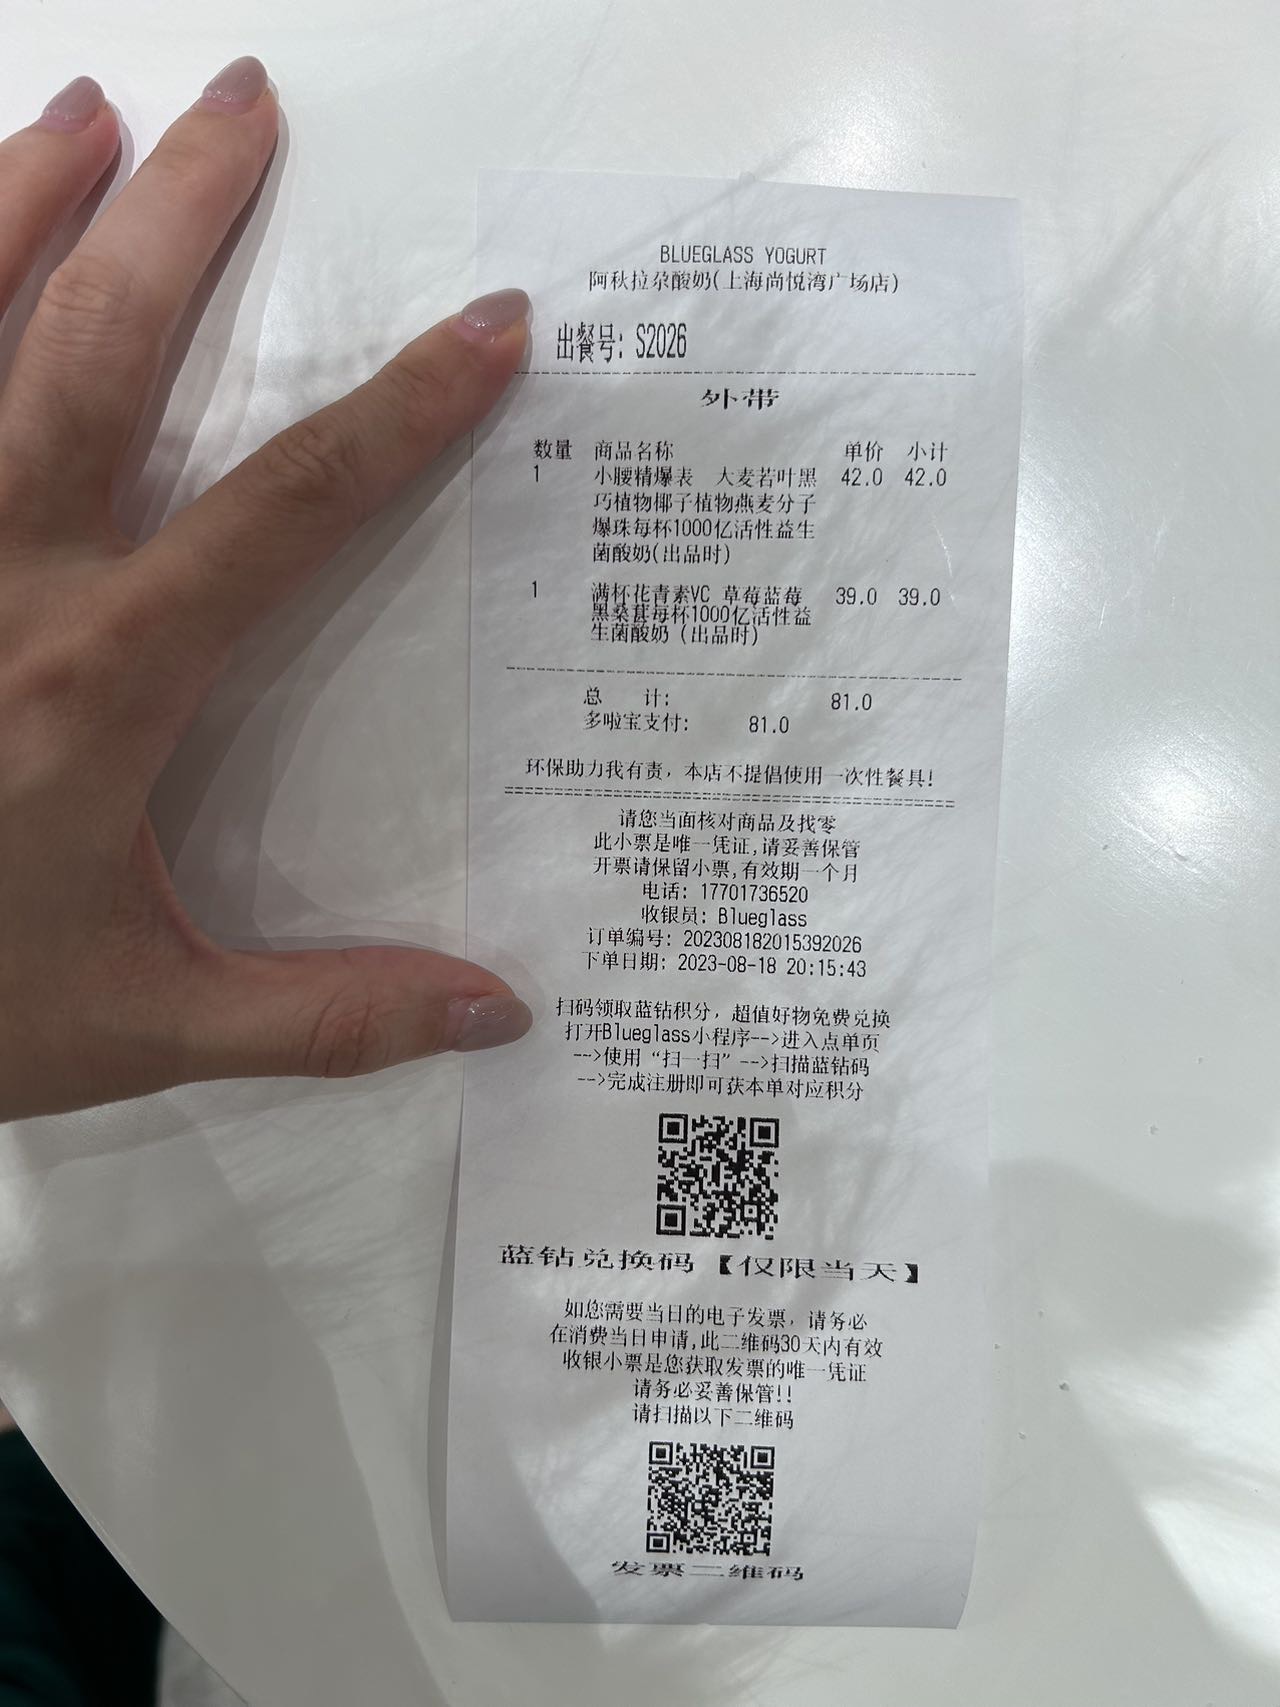 BLUEGLASS YOGURT
阿秋拉尕酸奶(上海尚悦湾广场店)
出餐号: S2026
外带
数量 商品名称 单价 小计
1 小腰精爆表 大麦若叶黑 42.0 42.0
巧植物椰子植物燕麦分子
爆珠每杯1000亿活性益生
菌酸奶(出品时)
1 满杯花青素VC 草莓蓝莓 39.0 39.0
黑桑葚每杯1000亿活性益
生菌酸奶 (出品时)
总 计: 81.0
多啦宝支付: 81.0
环保助力我有责，本店不提倡使用一次性餐具!
请您当面核对商品及找零
此小票是唯一凭证,请妥善保管
开票请保留小票,有效期一个月
电话: 17701736520
收银员: Blueglass
订单编号: 202308182015392026
下单日期: 2023-08-18 20:15:43
扫码领取蓝钻积分，超值好物免费兑换
打开Blueglass小程序-->进入点单页
-->使用“扫一扫”-->扫描蓝钻码
-->完成注册即可获本单对应积分
蓝钻兑换码【仅限当天】
如您需要当日的电子发票，请务必
在消费当日申请,此二维码30天内有效
收银小票是您获取发票的唯一凭证
请务必妥善保管!!
请扫描以下二维码
发票二维码